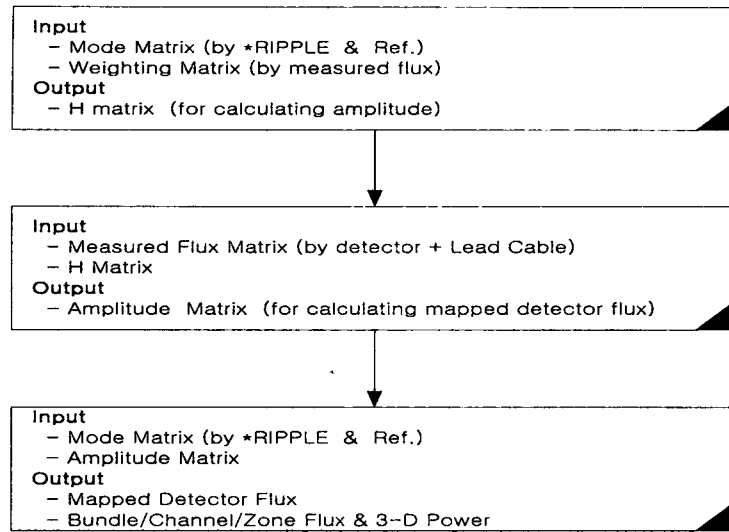 Input
– Mode Matrix (by *RIPPLE & Ref.)
– Weighting Matrix (by measured flux)
Output
– H matrix (for calculating amplitude)
Input
– Measured Flux Matrix (by detector + Lead Cable)
– H Matrix
Output
– Amplitude Matrix (for calculating mapped detector flux)
Input
– Mode Matrix (by *RIPPLE & Ref.)
– Amplitude Matrix
Output
– Mapped Detector Flux
– Bundle/Channel/Zone Flux & 3–D Power